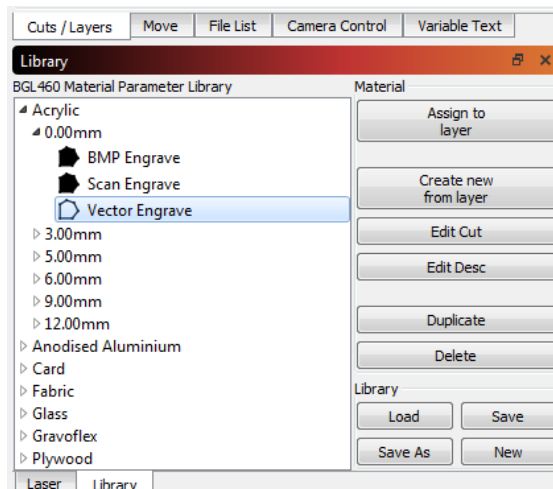 Cuts / Layers Move File List Camera Control Variable Text
Library
BGL460 Material Parameter Library
Acrylic
0.00mm
BMP Engrave
Scan Engrave
Vector Engrave
3.00mm
5.00mm
6.00mm
9.00mm
12.00mm
Anodised Aluminium
Card
Fabric
Glass
Gravoflex
Plywood
Material
Assign to
layer
Create new
from layer
Edit Cut
Edit Desc
Duplicate
Delete
Library
Load Save
Save As New
Laser Library